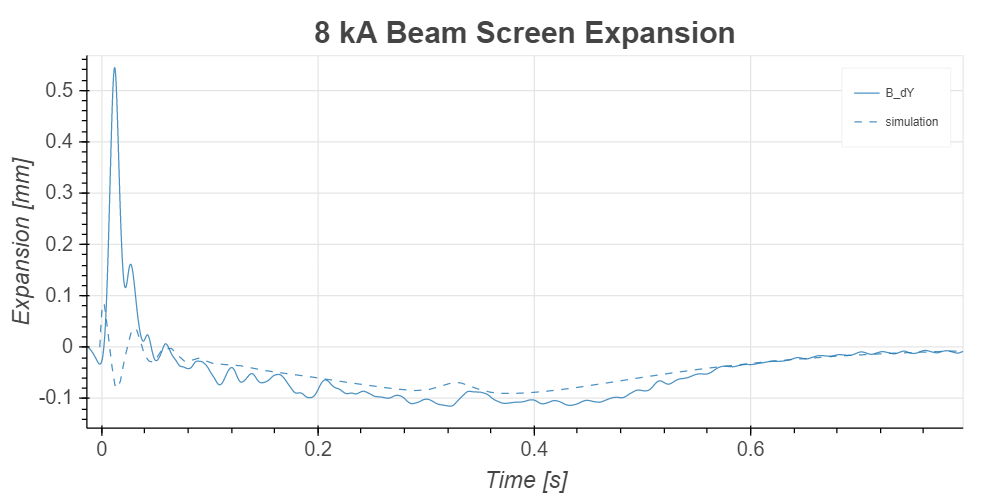 8 kA Beam Screen Expansion
B_dY
simulation
Expansion [mm]
0.5
0.4
0.3
0.2
0.1
0
-0.1
0 0.2 0.4 0.6
Time [s]